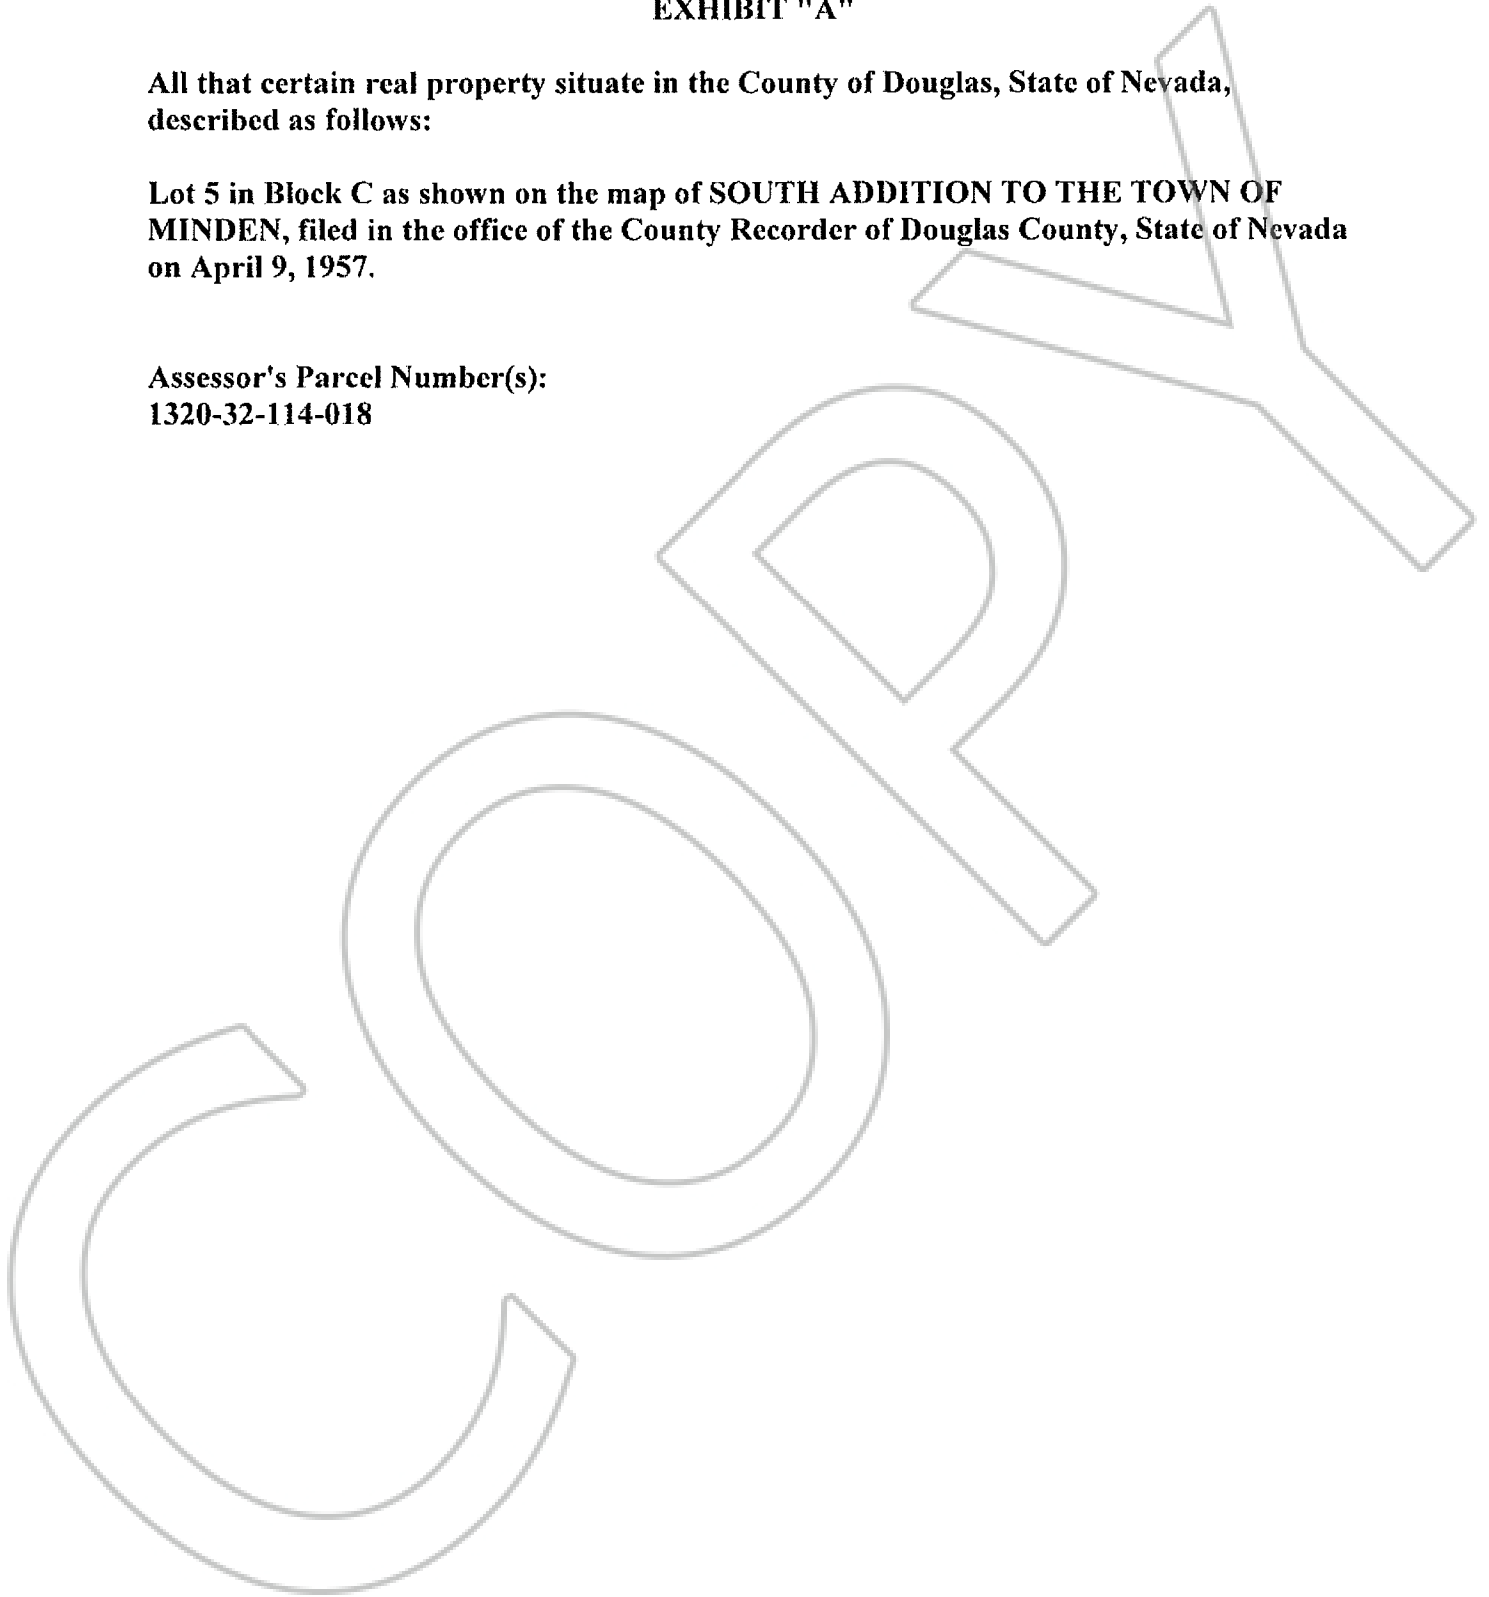 EXHIBIT "A"
All that certain real property situate in the County of Douglas, State of Nevada,
described as follows:
Lot 5 in Block C as shown on the map of SOUTH ADDITION TO THE TOWN OF
MINDEN, filed in the office of the County Recorder of Douglas County, State of Nevada
on April 9, 1957.
Assessor's Parcel Number(s):
1320-32-114-018
COPY